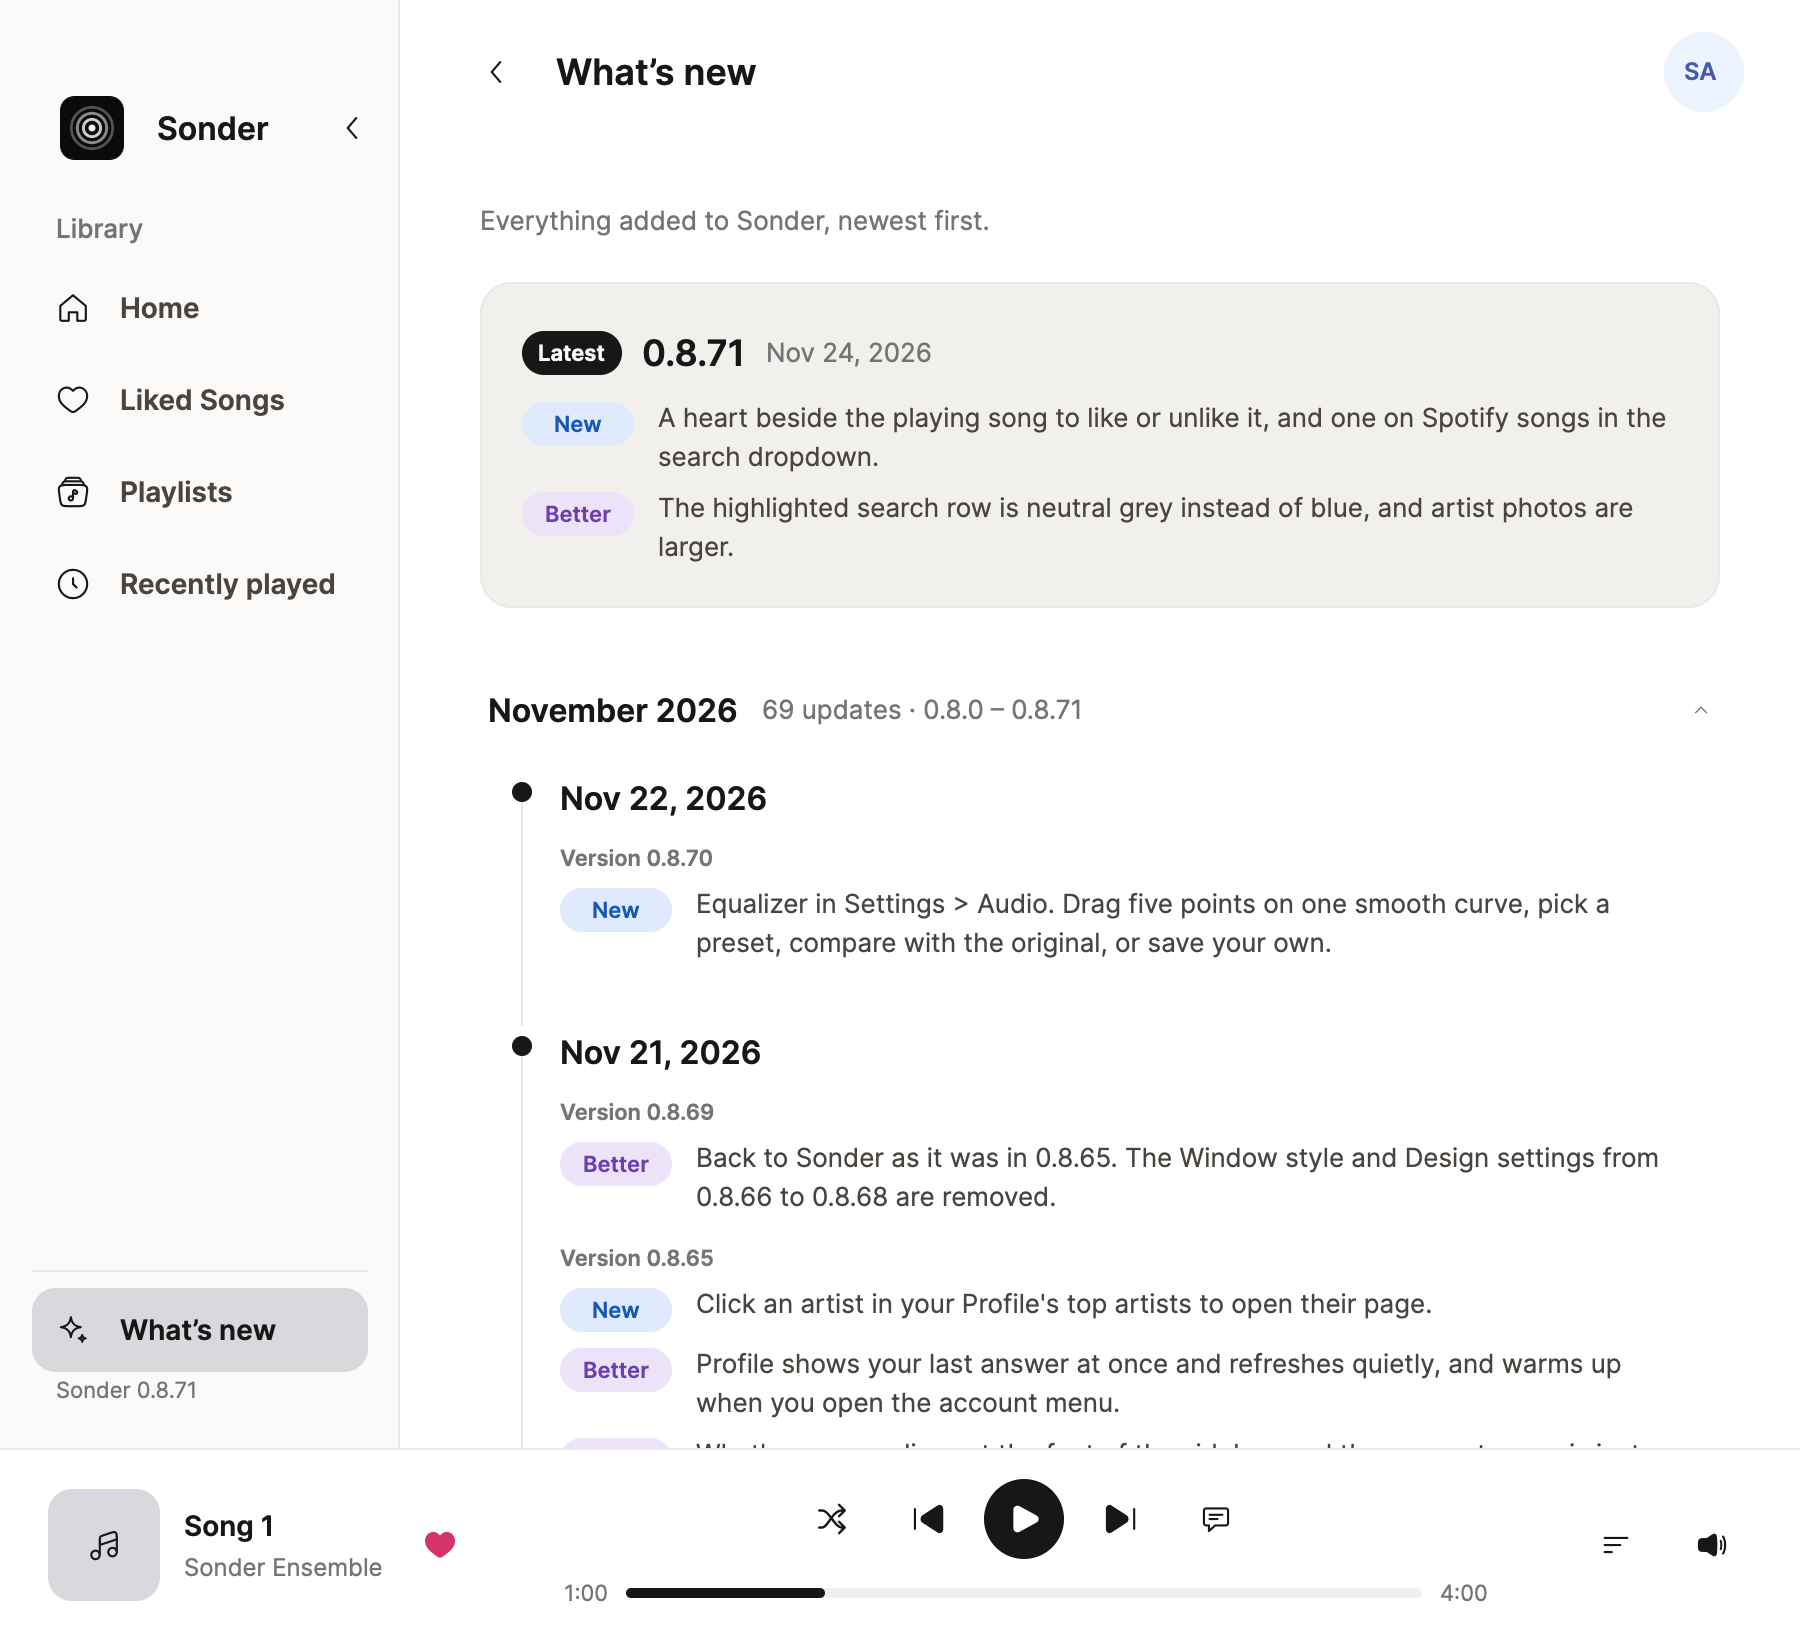 Sonder
Library
Home
Liked Songs
Playlists
Recently played
What’s new
Sonder 0.8.71
What’s new
SA
Everything added to Sonder, newest first.
Latest 0.8.71 Nov 24, 2026
New A heart beside the playing song to like or unlike it, and one on Spotify songs in the
search dropdown.
Better The highlighted search row is neutral grey instead of blue, and artist photos are
larger.
November 2026 69 updates · 0.8.0 – 0.8.71
Nov 22, 2026
Version 0.8.70
New Equalizer in Settings > Audio. Drag five points on one smooth curve, pick a
preset, compare with the original, or save your own.
Nov 21, 2026
Version 0.8.69
Better Back to Sonder as it was in 0.8.65. The Window style and Design settings from
0.8.66 to 0.8.68 are removed.
Version 0.8.65
New Click an artist in your Profile's top artists to open their page.
Better Profile shows your last answer at once and refreshes quietly, and warms up
when you open the account menu.
Song 1
Sonder Ensemble
1:00
4:00